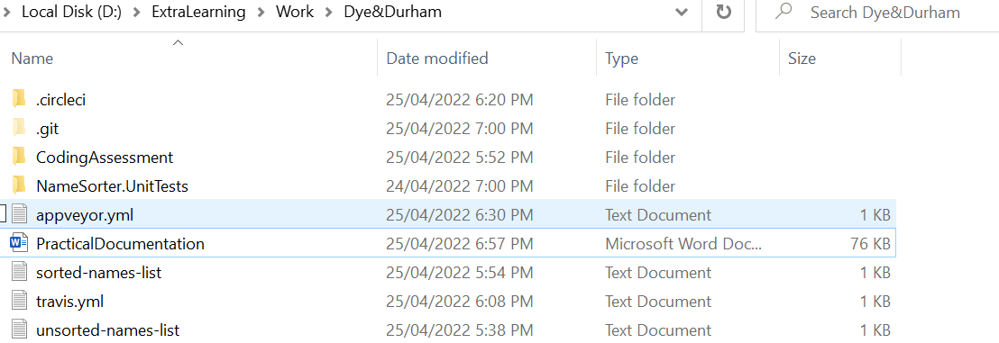 Local Disk (D:) ExtraLearning Work Dye&Durham Search Dye&Durham
Name Date modified Type Size
.circleci 25/04/2022 6:20 PM File folder
.git 25/04/2022 7:00 PM File folder
CodingAssessment 25/04/2022 5:52 PM File folder
NameSorter.UnitTests 24/04/2022 7:00 PM File folder
appveyor.yml 25/04/2022 6:30 PM Text Document 1 KB
PracticalDocumentation 25/04/2022 6:57 PM Microsoft Word Doc... 76 KB
sorted-names-list 25/04/2022 5:54 PM Text Document 1 KB
travis.yml 25/04/2022 6:08 PM Text Document 1 KB
unsorted-names-list 25/04/2022 5:38 PM Text Document 1 KB